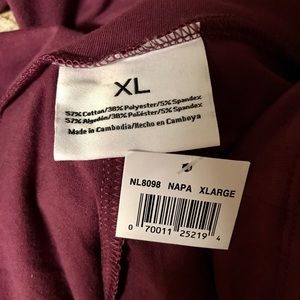 XL
57% Cotton/38% Polyester/5% Spandex
57% Algodón/38% Poliéster/5% Spandex
Made in Cambodia/Hecho en Camboya
NL8098 NAPA XLARGE
0 70011 25219 4